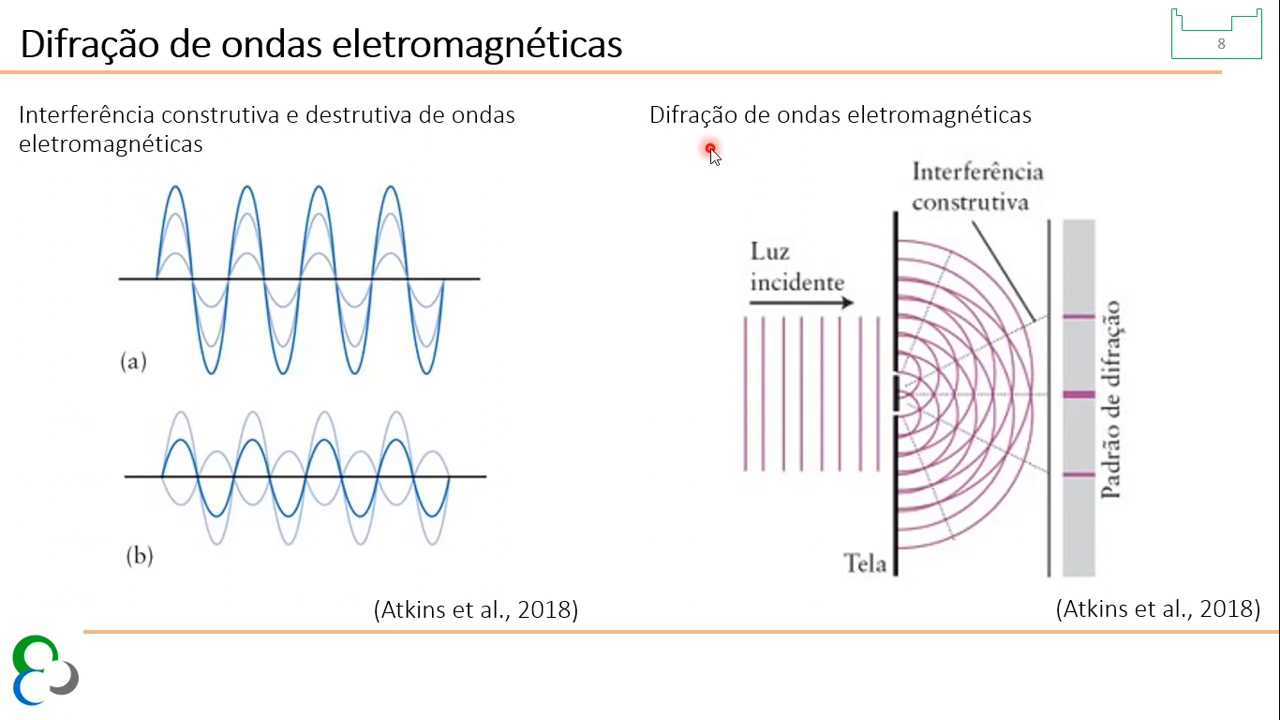 Difração de ondas eletromagnéticas
8
Interferência construtiva e destrutiva de ondas
eletromagnéticas
(a)
(b)
(Atkins et al., 2018)
Difração de ondas eletromagnéticas
Interferência
construtiva
Luz
incidente
Padrão de difração
Tela
(Atkins et al., 2018)